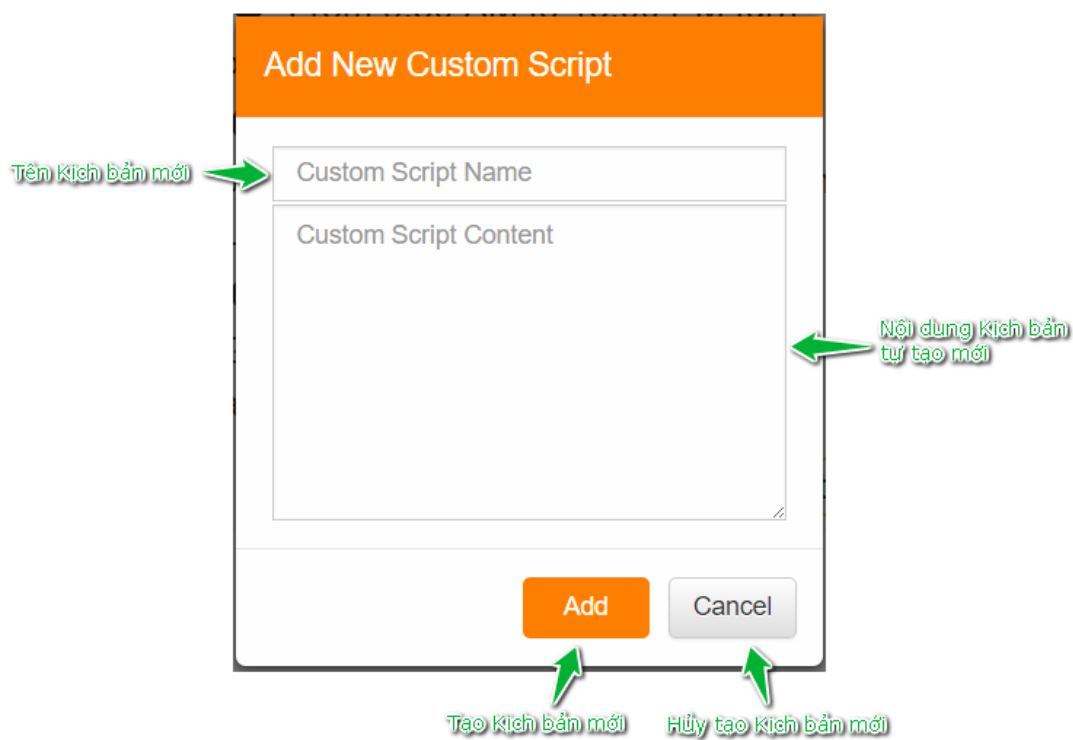 Add New Custom Script
Tên Kịch bản mới
Custom Script Name
Custom Script Content
Nội dung Kịch bản
tự tạo mới
Add
Cancel
Tạo Kịch bản mới
Hủy tạo Kịch bản mới